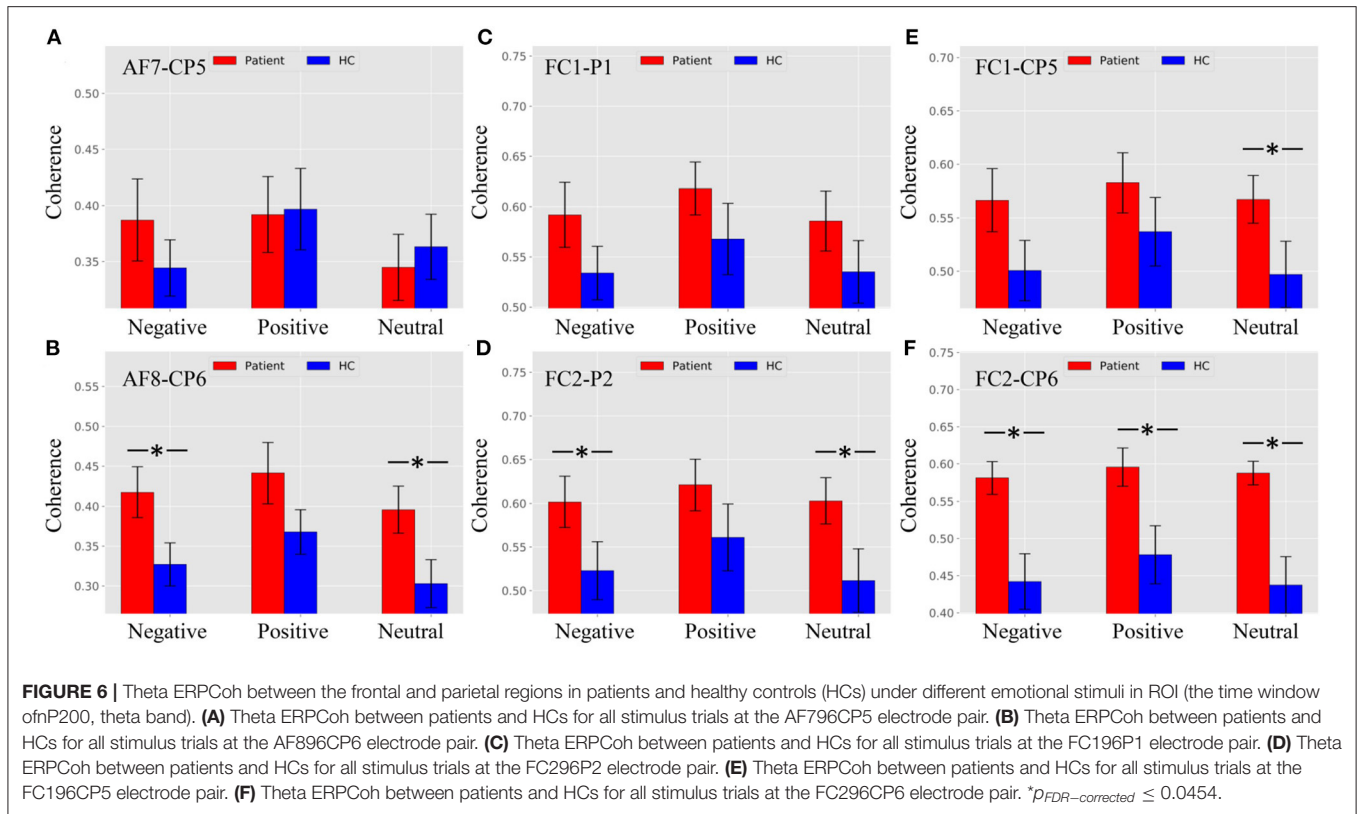 A
Patient HC
AF7-CP5
Coherence
0.50
0.45
0.40
0.35
Negative Positive Neutral
C
Patient HC
FC1-P1
Coherence
0.75
0.70
0.65
0.60
0.55
0.50
Negative Positive Neutral
E
Patient HC
FC1-CP5
Coherence
0.70
0.65
0.60
0.55
0.50
*
Negative Positive Neutral
B
Patient HC
AF8-CP6
Coherence
0.55
0.50
0.45
0.40
0.35
0.30
* *
Negative Positive Neutral
D
Patient HC
FC2-P2
Coherence
0.75
0.70
0.65
0.60
0.55
0.50
* *
Negative Positive Neutral
F
Patient HC
FC2-CP6
Coherence
0.75
0.70
0.65
0.60
0.55
0.50
0.45
0.40
* * *
Negative Positive Neutral
FIGURE 6 | Theta ERPCoh between the frontal and parietal regions in patients and healthy controls (HCs) under different emotional stimuli in ROI (the time window
ofnP200, theta band). (A) Theta ERPCoh between patients and HCs for all stimulus trials at the AF796CP5 electrode pair. (B) Theta ERPCoh between patients and
HCs for all stimulus trials at the AF896CP6 electrode pair. (C) Theta ERPCoh between patients and HCs for all stimulus trials at the FC196P1 electrode pair. (D) Theta
ERPCoh between patients and HCs for all stimulus trials at the FC296P2 electrode pair. (E) Theta ERPCoh between patients and HCs for all stimulus trials at the
FC196CP5 electrode pair. (F) Theta ERPCoh between patients and HCs for all stimulus trials at the FC296CP6 electrode pair. *pFDR−corrected ≤ 0.0454.